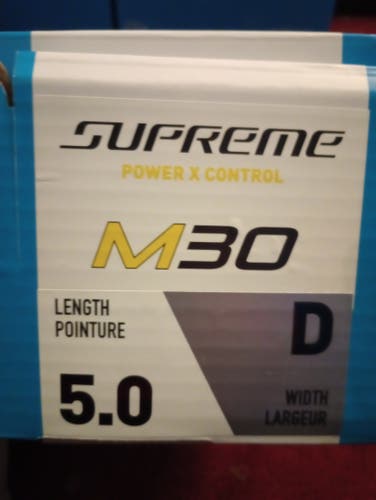 SUPREME
POWER X CONTROL
M30
LENGTH
POINTURE
5.0
D
WIDTH
LARGEUR